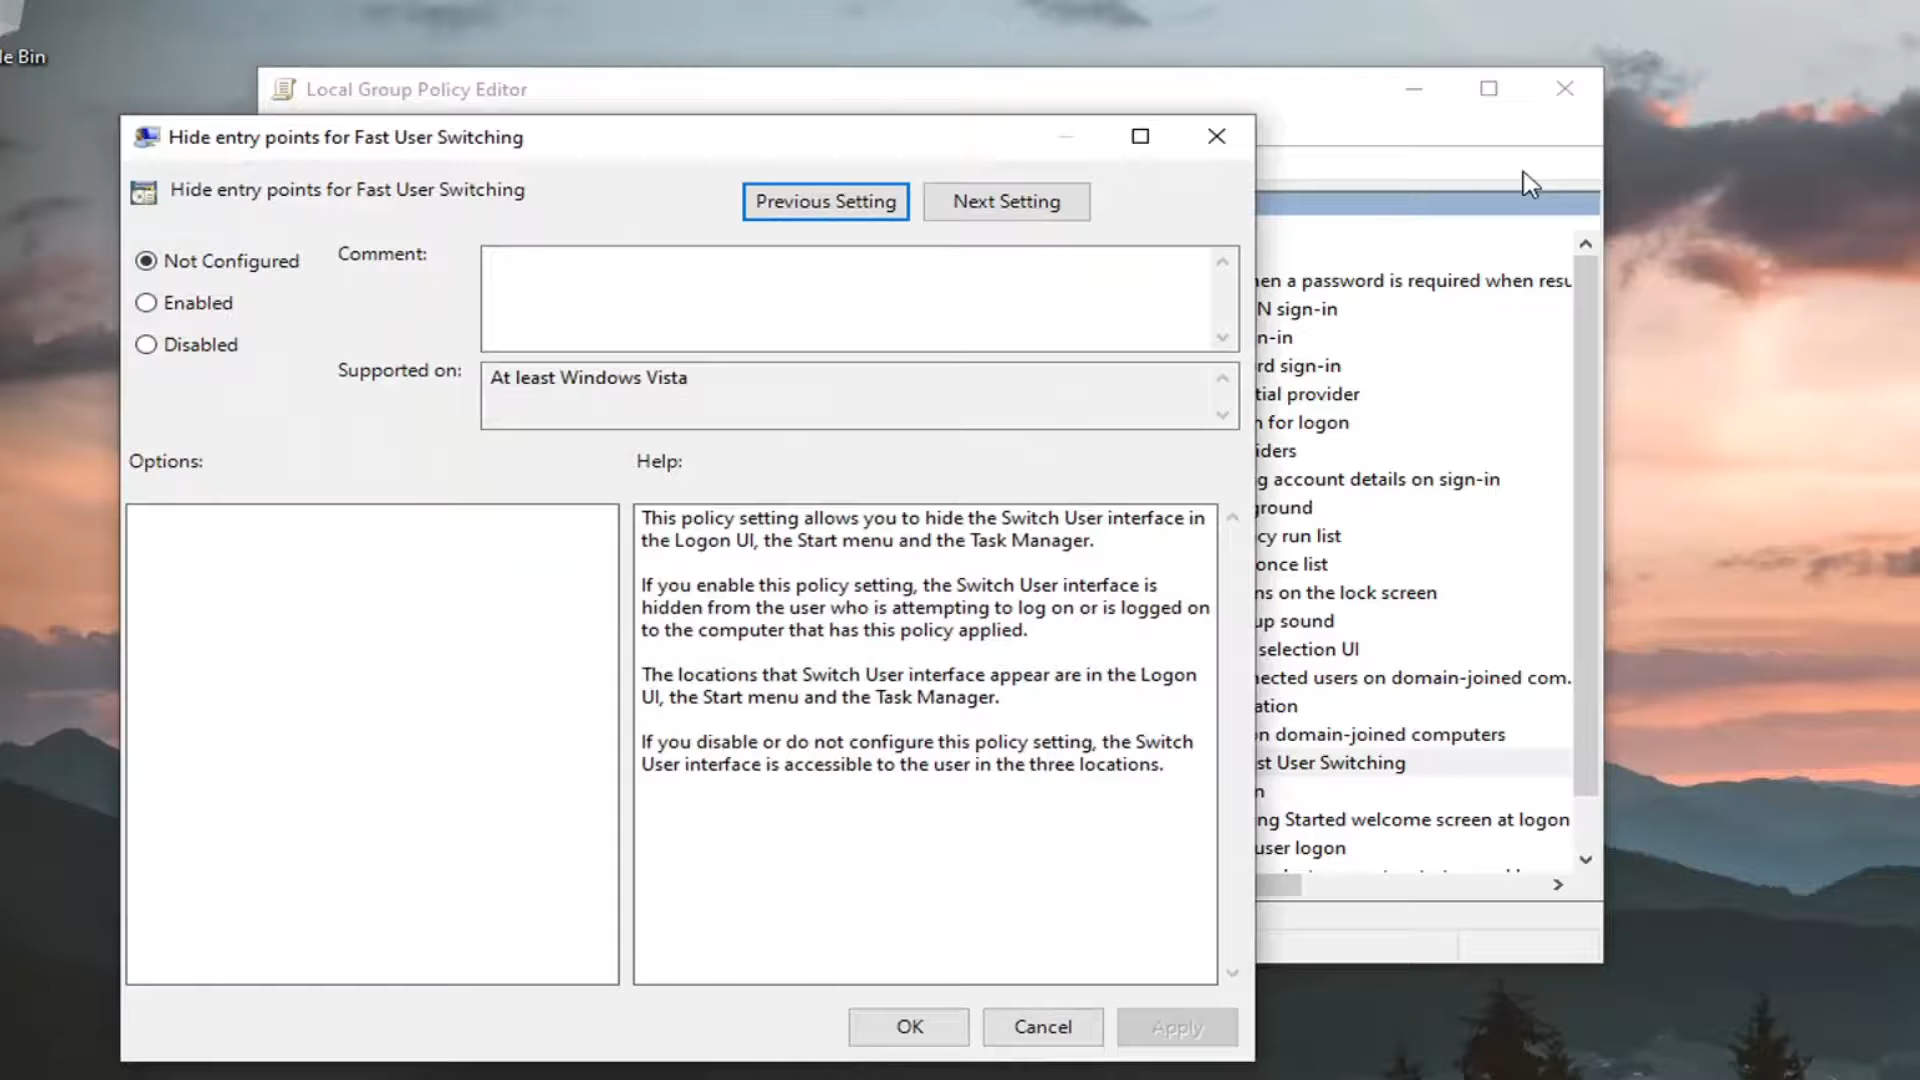 le Bin
Local Group Policy Editor
Hide entry points for Fast User Switching
Hide entry points for Fast User Switching
Previous Setting
Next Setting
Not Configured
Enabled
Disabled
Comment:
Supported on:
At least Windows Vista
Options:
Help:
This policy setting allows you to hide the Switch User interface in
the Logon UI, the Start menu and the Task Manager.
If you enable this policy setting, the Switch User interface is
hidden from the user who is attempting to log on or is logged on
to the computer that has this policy applied.
The locations that Switch User interface appear are in the Logon
UI, the Start menu and the Task Manager.
If you disable or do not configure this policy setting, the Switch
User interface is accessible to the user in the three locations.
OK
Cancel
Apply
en a password is required when resu
N sign-in
n-in
rd sign-in
tial provider
n for logon
iders
g account details on sign-in
ground
cy run list
once list
ns on the lock screen
up sound
selection UI
nected users on domain-joined com.
ation
on domain-joined computers
st User Switching
n
ng Started welcome screen at logon
user logon